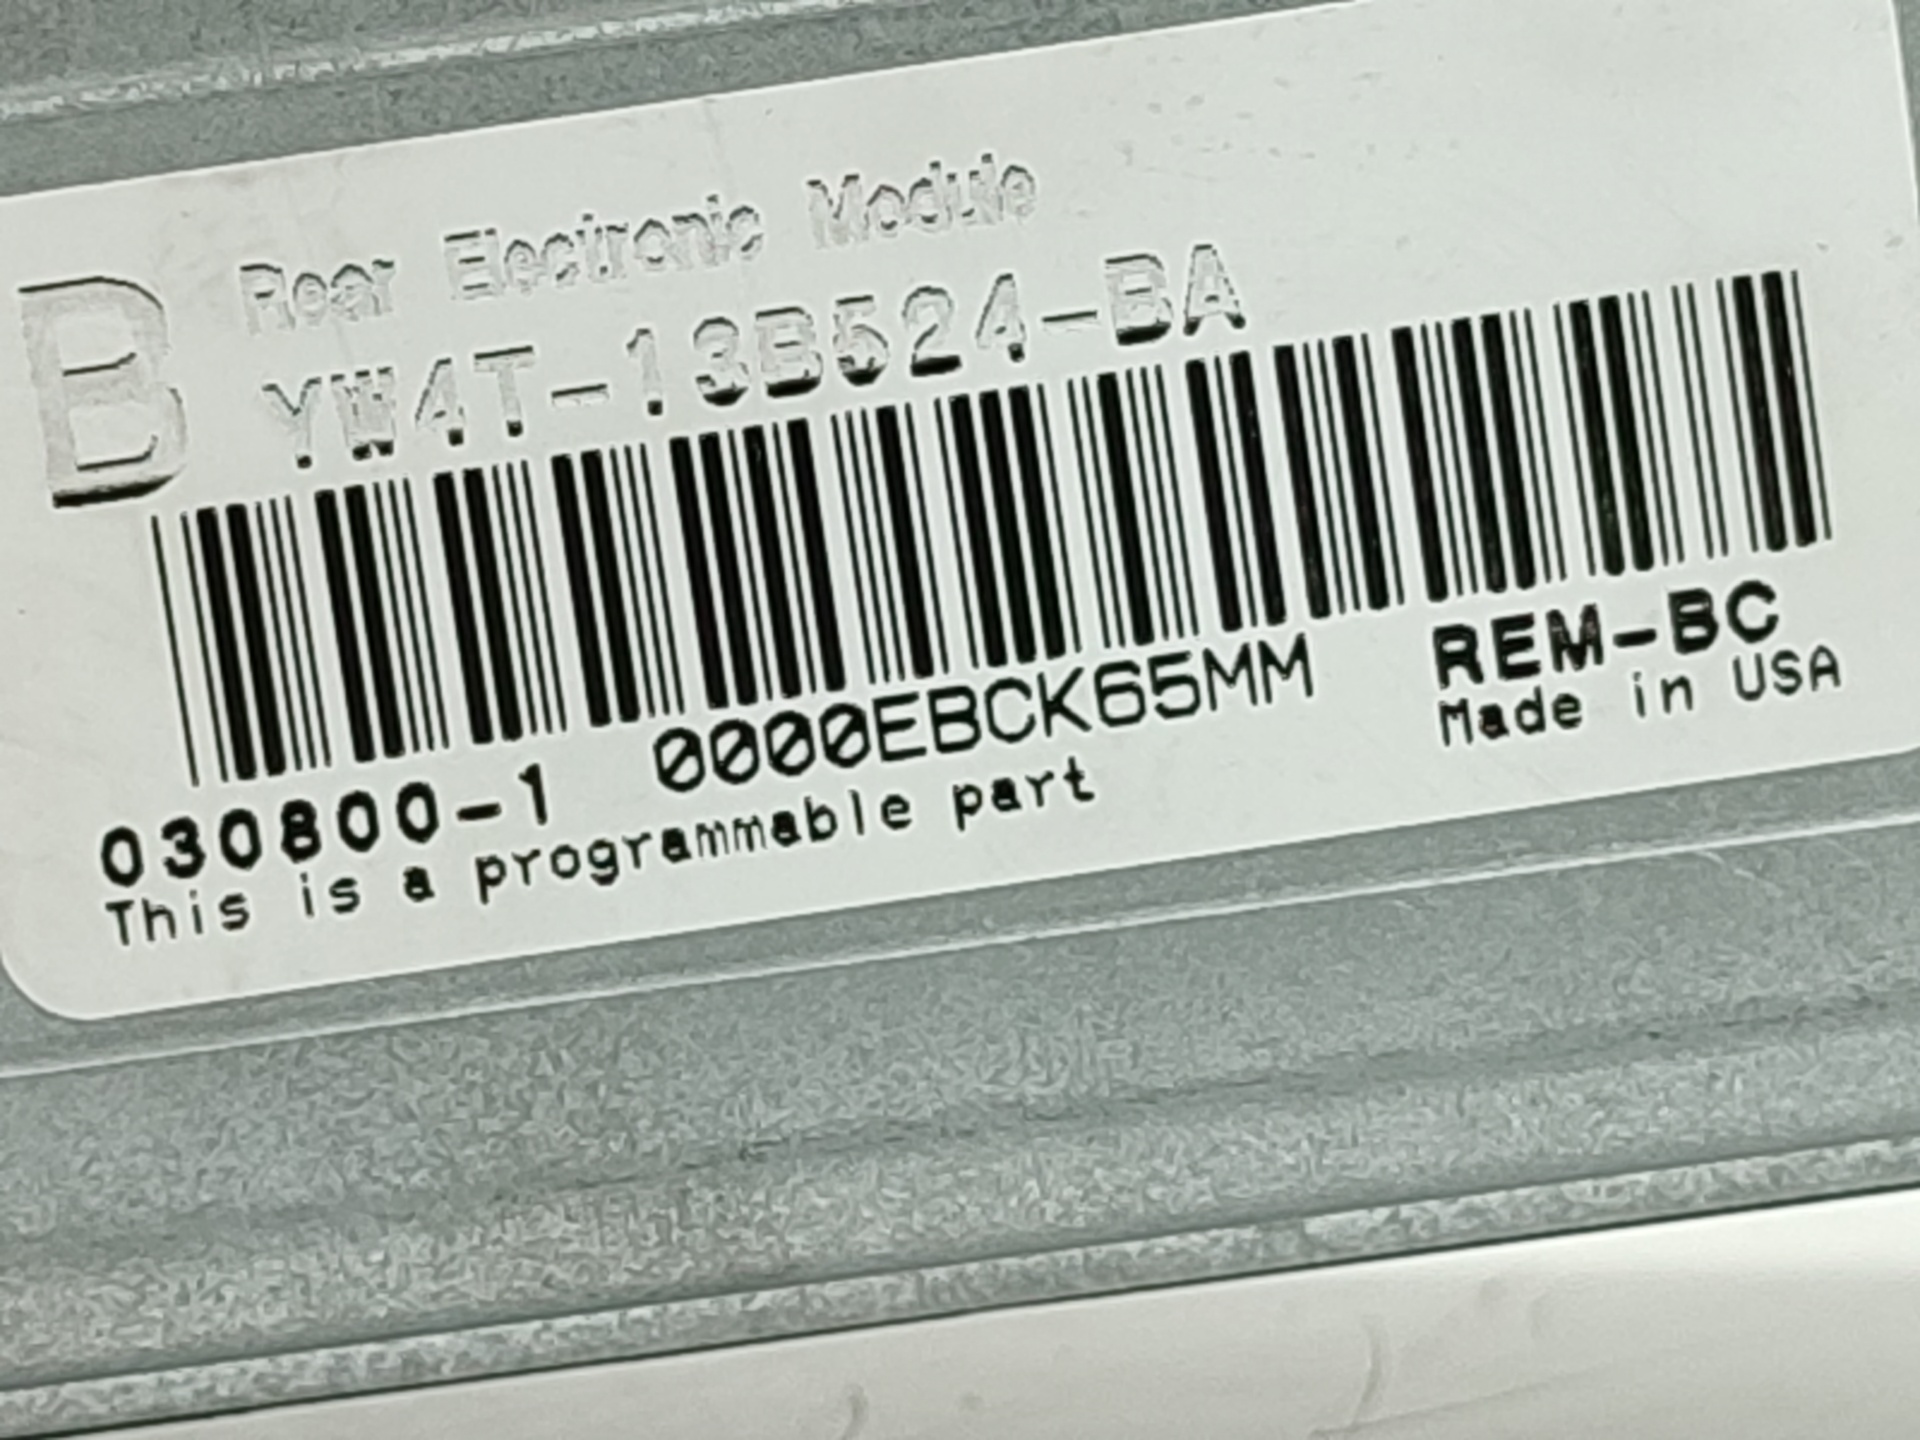 B
Rear Electronic Module
YW4T-13B524-BA
030800-1 0000EBCK65MM REM-BC
This is a programmable part Made in USA